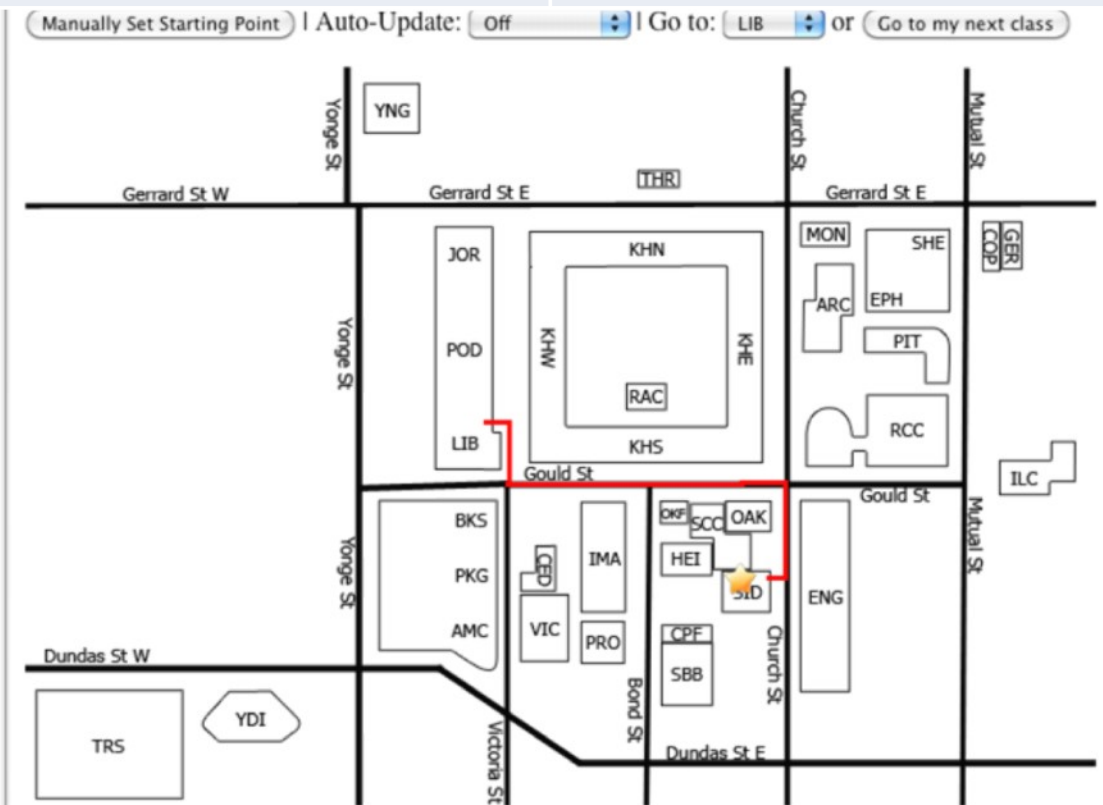 Manually Set Starting Point | Auto-Update: Off | Go to: LIB or Go to my next class
YNG
Yonge St
Church St
Mutual St
THR
Gerrard St W
Gerrard St E
Gerrard St E
JOR
POD
LIB
KHN
KHW
KHE
RAC
KHS
MON
SHE
EPH
ARC
PIT
RCC
COP
GER
ILC
Yonge St
Gould St
Gould St
BKS
PKG
AMC
CED
VIC
IMA
PRO
OKF
SCC
OAK
HEI
SID
CPF
SBB
ENG
Yonge St
Mutual St
Church St
Bond St
Victoria St
Dundas St W
Dundas St E
TRS
YDI